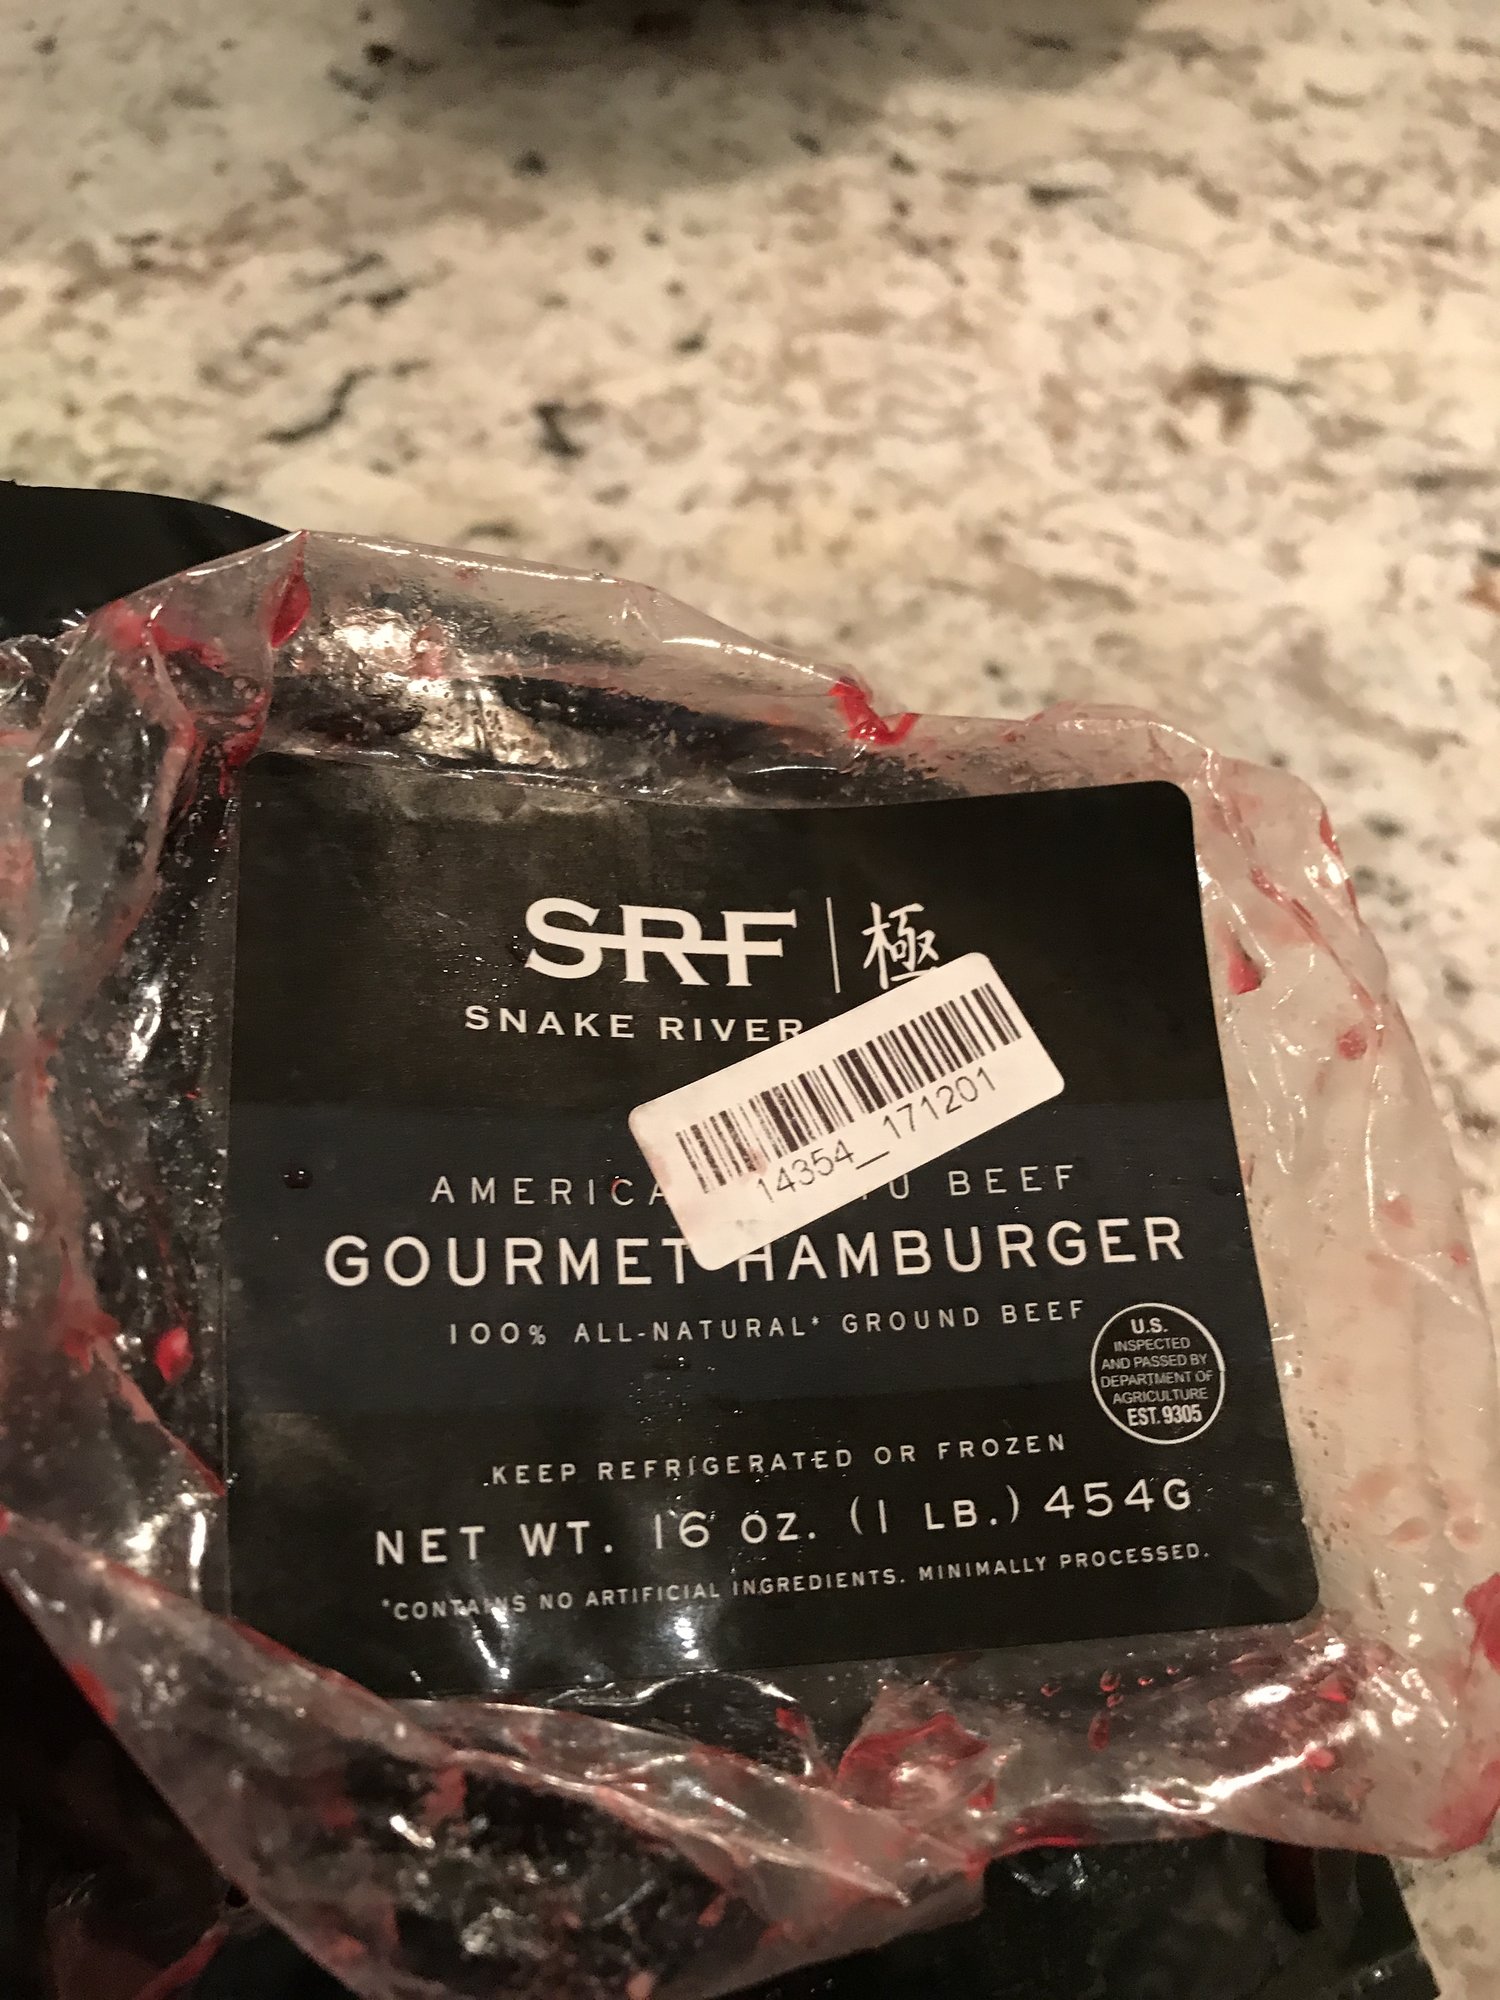 SRF 極
SNAKE RIVER
14354_171201
AMERICA U BEEF
GOURMET HAMBURGER
100% ALL-NATURAL* GROUND BEEF
U.S.
INSPECTED
AND PASSED BY
DEPARTMENT OF
AGRICULTURE
EST. 9305
KEEP REFRIGERATED OR FROZEN
NET WT. 16 OZ. (1 LB.) 454G
*CONTAINS NO ARTIFICIAL INGREDIENTS. MINIMALLY PROCESSED.